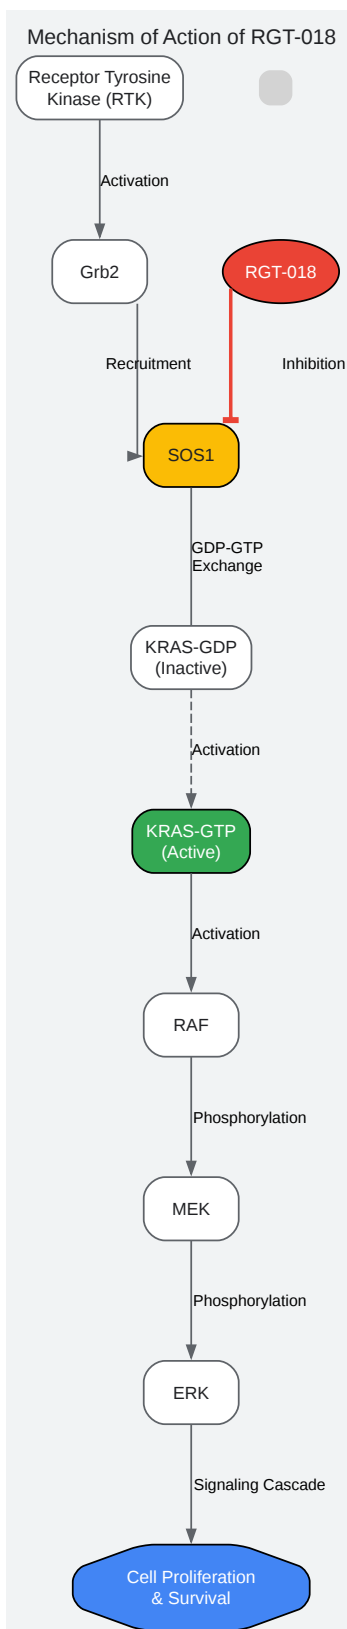 Mechanism of Action of RGT-018
Receptor Tyrosine
Kinase (RTK)
Activation
Grb2
RGT-018
Recruitment
Inhibition
SOS1
GDP-GTP
Exchange
KRAS-GDP
(Inactive)
Activation
KRAS-GTP
(Active)
Activation
RAF
Phosphorylation
MEK
Phosphorylation
ERK
Signaling Cascade
Cell Proliferation
& Survival